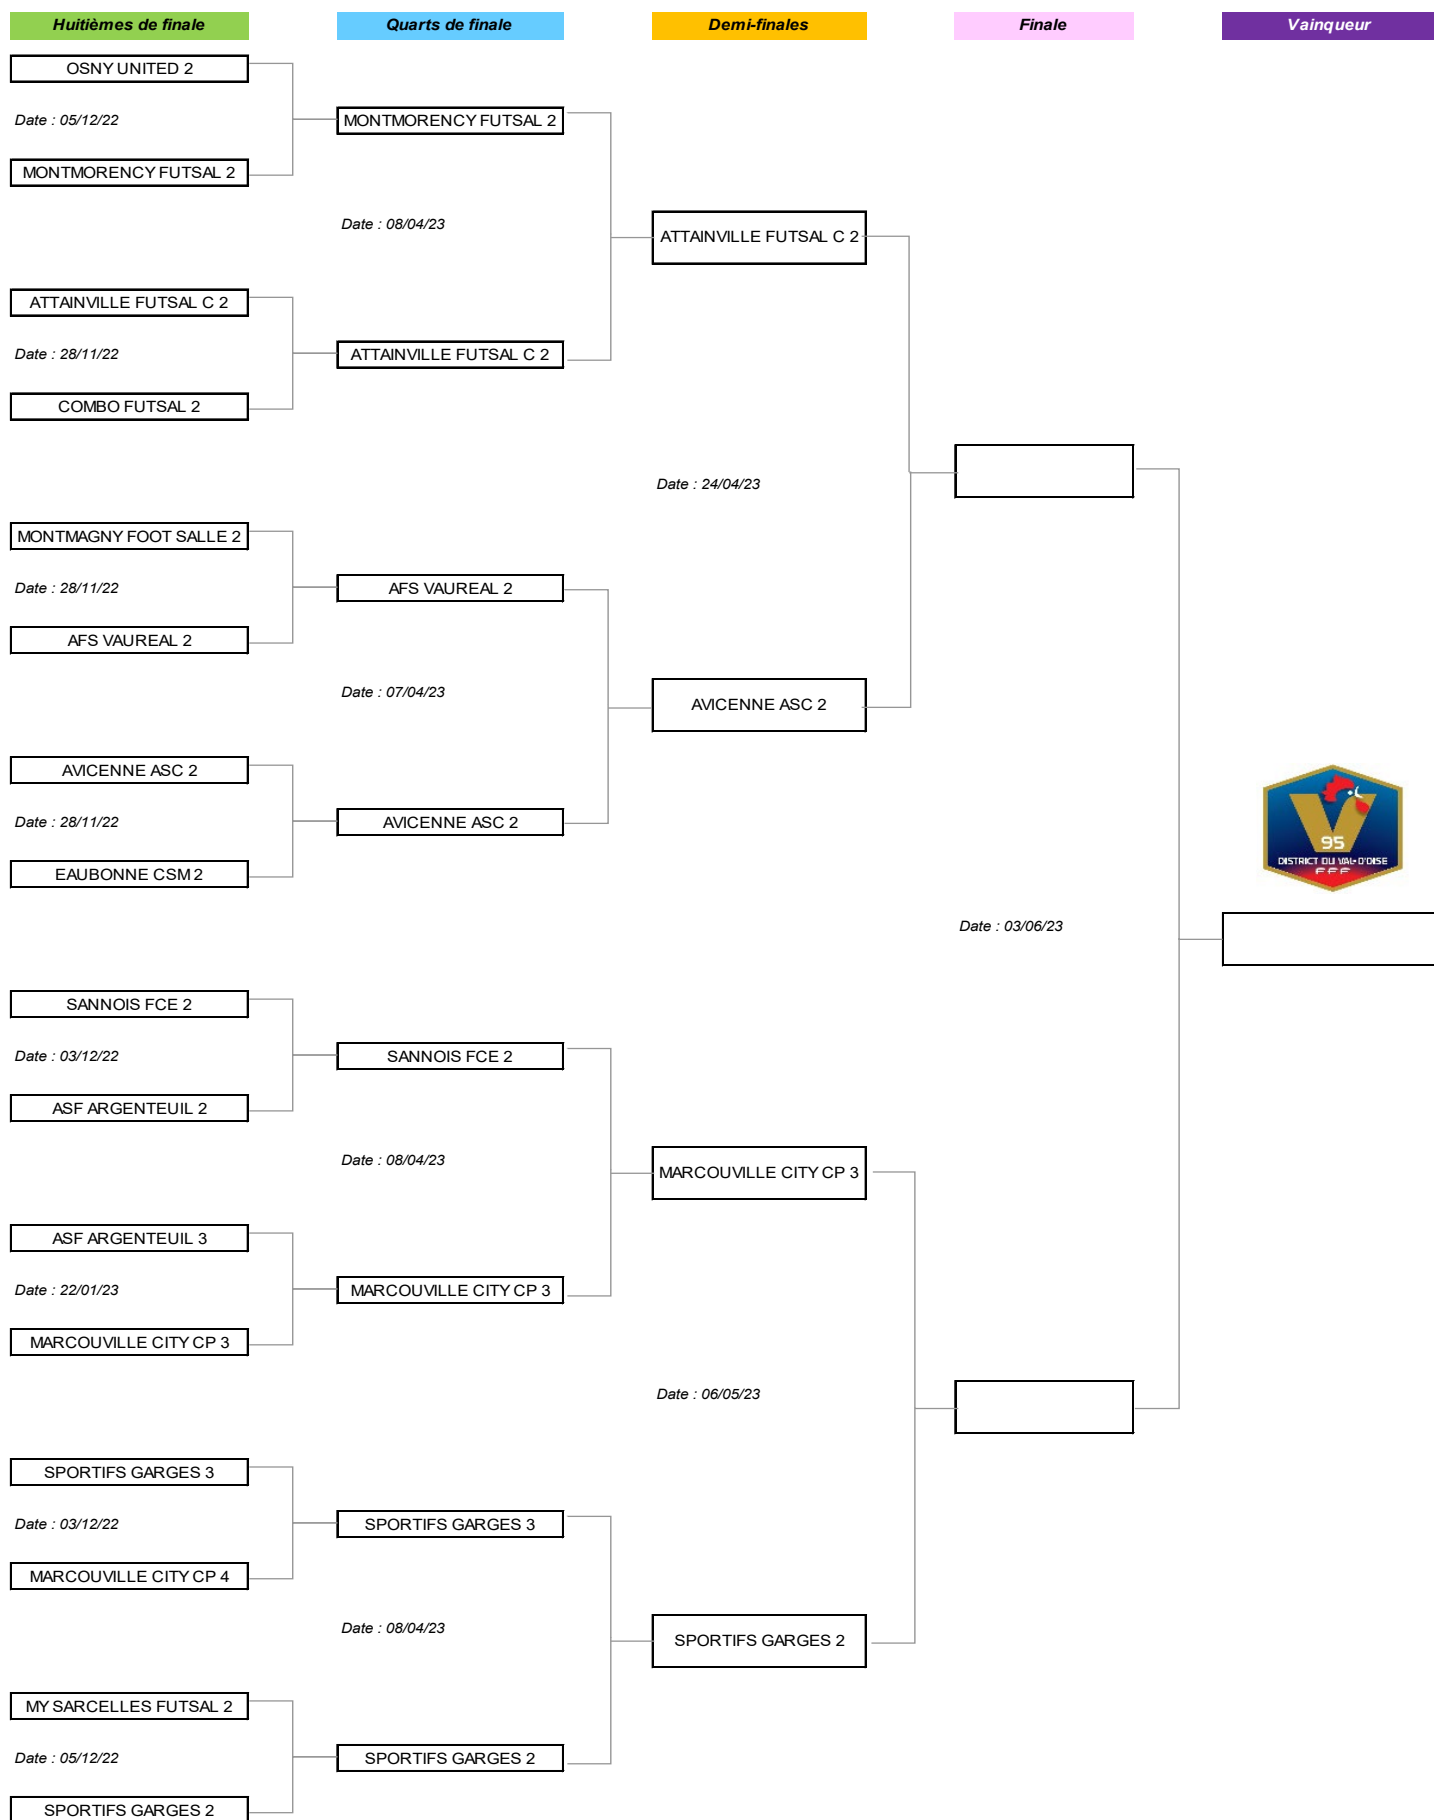 Huitièmes de finale
Quarts de finale
Demi-finales
Finale
Vainqueur
OSNY UNITED 2
Date : 05/12/22
MONTMORENCY FUTSAL 2
MONTMORENCY FUTSAL 2
Date : 08/04/23
ATTAINVILLE FUTSAL C 2
ATTAINVILLE FUTSAL C 2
Date : 28/11/22
ATTAINVILLE FUTSAL C 2
COMBO FUTSAL 2
Date : 24/04/23
MONTMAGNY FOOT SALLE 2
Date : 28/11/22
AFS VAUREAL 2
AFS VAUREAL 2
Date : 07/04/23
AVICENNE ASC 2
AVICENNE ASC 2
Date : 28/11/22
AVICENNE ASC 2
EAUBONNE CSM 2
95
DISTRICT DU VAL-D'OISE
FFF
Date : 03/06/23
SANNOIS FCE 2
Date : 03/12/22
SANNOIS FCE 2
ASF ARGENTEUIL 2
Date : 08/04/23
MARCOUVILLE CITY CP 3
ASF ARGENTEUIL 3
Date : 22/01/23
MARCOUVILLE CITY CP 3
MARCOUVILLE CITY CP 3
Date : 06/05/23
SPORTIFS GARGES 3
Date : 03/12/22
SPORTIFS GARGES 3
MARCOUVILLE CITY CP 4
Date : 08/04/23
SPORTIFS GARGES 2
MY SARCELLES FUTSAL 2
Date : 05/12/22
SPORTIFS GARGES 2
SPORTIFS GARGES 2